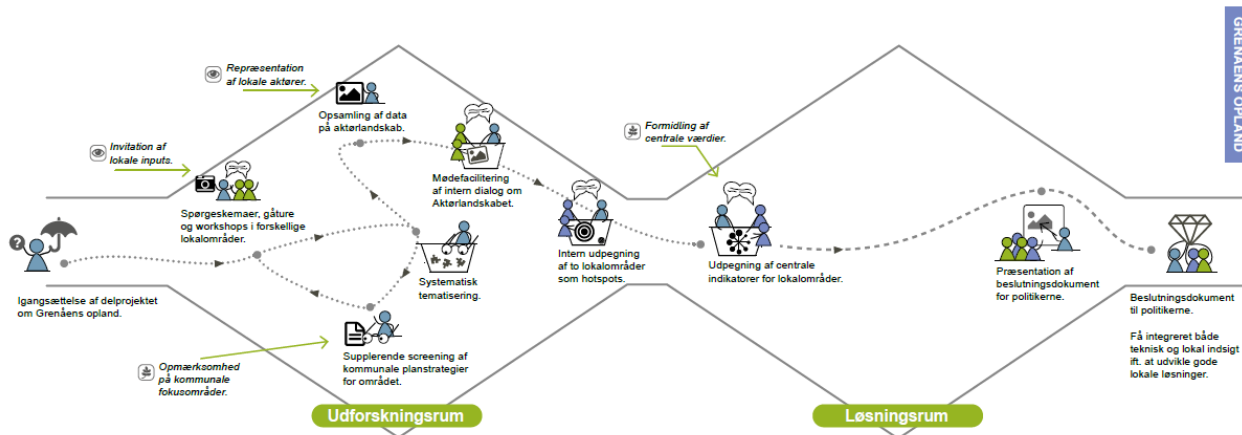 GRENÅENS OPLAND
Repræsentation
af lokale aktører.
Opsamling af data
på aktørlandskab.
Invitation af
lokale inputs.
Formidling af
centrale værdier.
Mødefacilitering
af intern dialog om
Aktørlandskabet.
Spørgeskemaer, gåture
og workshops i forskellige
lokalområder.
?
Igangsættelse af delprojektet
om Grenåens opland.
Systematisk
tematisering.
Intern udpegning
af to lokalområder
som hotspots.
Udpegning af centrale
indikatorer for lokalområder.
Præsentation af
beslutningsdokument
for politikerne.
Beslutningsdokument
til politikerne.
Få integreret både
teknisk og lokal indsigt
ift. at udvikle gode
lokale løsninger.
Supplerende screening af
kommunale planstrategier
for området.
Opmærksomhed
på kommunale
fokusområder.
Udforskningsrum
Løsningsrum